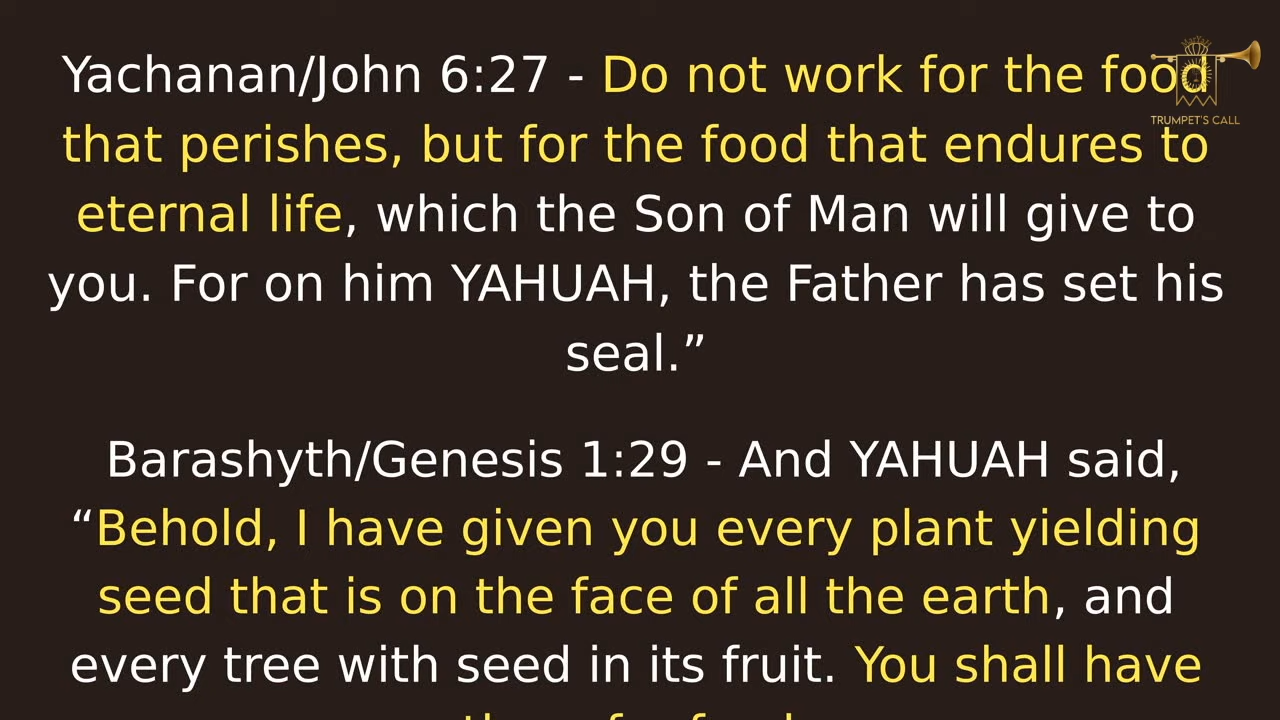 Yachanan/John 6:27 - Do not work for the food
that perishes, but for the food that endures to
eternal life, which the Son of Man will give to
you. For on him YAHUAH, the Father has set his
seal.”
Barashyth/Genesis 1:29 - And YAHUAH said,
“Behold, I have given you every plant yielding
seed that is on the face of all the earth, and
every tree with seed in its fruit. You shall have
TRUMPET'S CALL